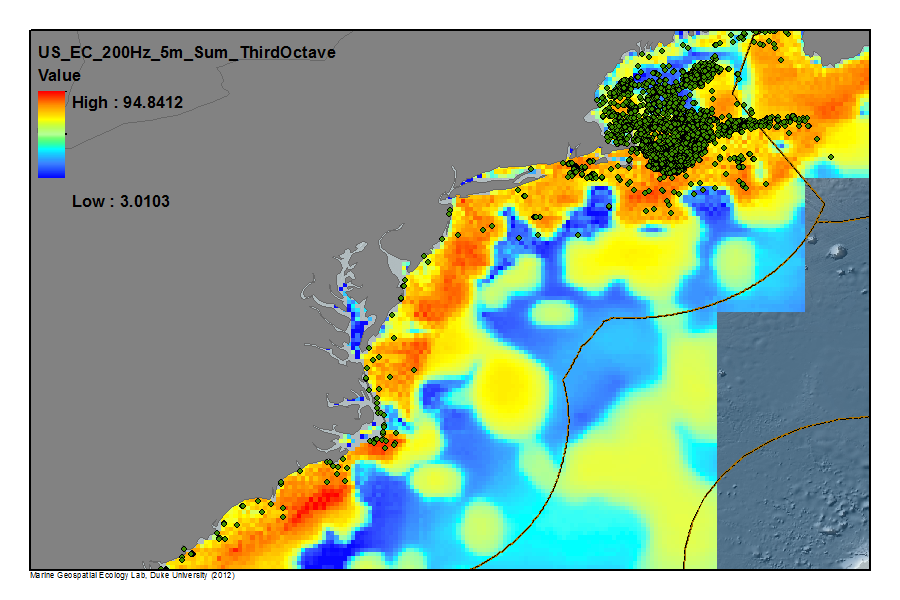 US_EC_200Hz_5m_Sum_ThirdOctave
Value
High : 94.8412
Low : 3.0103
Marine Geospatial Ecology Lab, Duke University (2012)